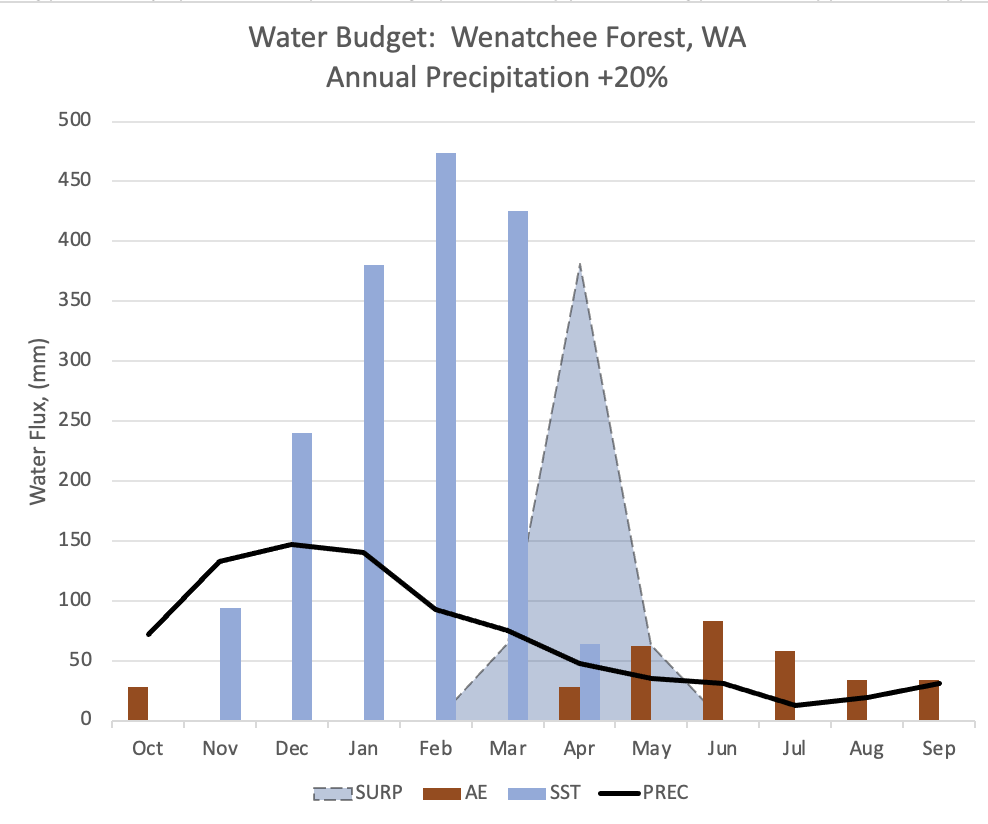 Water Budget: Wenatchee Forest, WA
Annual Precipitation +20%
500
450
400
350
300
250
200
150
100
50
0
Water Flux, (mm)
Oct Nov Dec Jan Feb Mar Apr May Jun Jul Aug Sep
SURP AE SST PREC